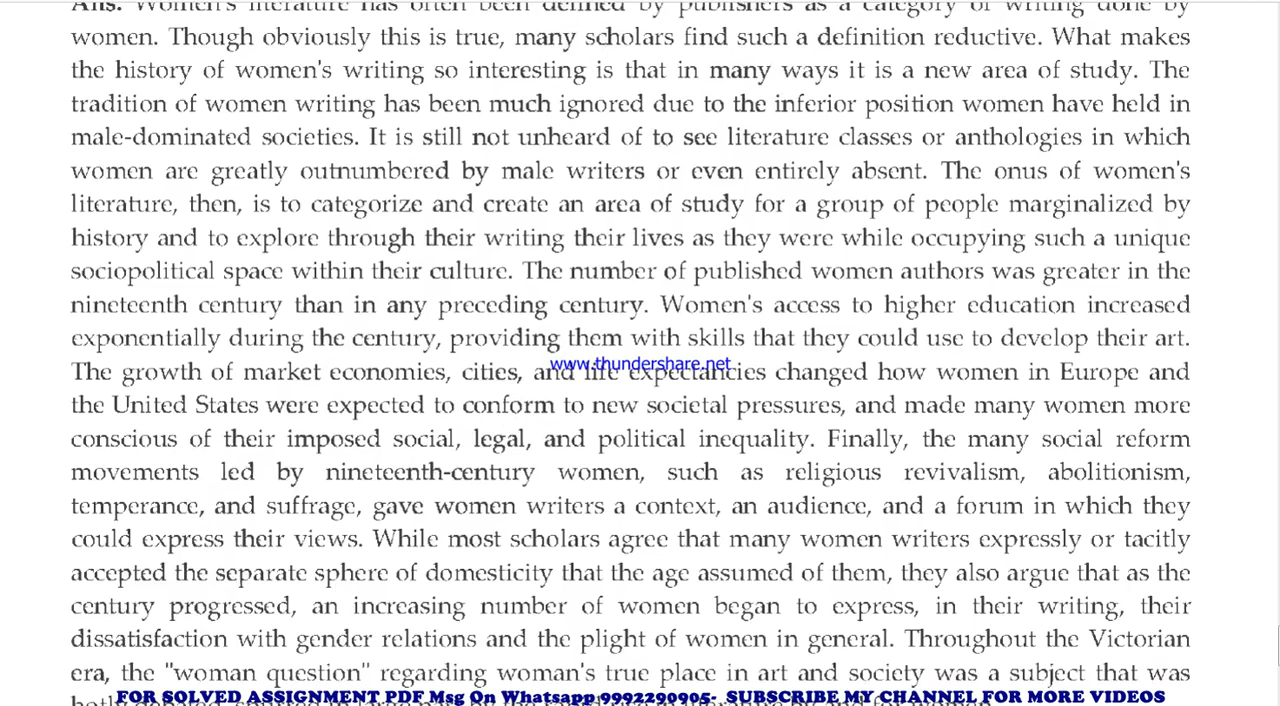 Ans. Women's literature has often been defined by publishers as a category of writing done by
women. Though obviously this is true, many scholars find such a definition reductive. What makes
the history of women's writing so interesting is that in many ways it is a new area of study. The
tradition of women writing has been much ignored due to the inferior position women have held in
male-dominated societies. It is still not unheard of to see literature classes or anthologies in which
women are greatly outnumbered by male writers or even entirely absent. The onus of women's
literature, then, is to categorize and create an area of study for a group of people marginalized by
history and to explore through their writing their lives as they were while occupying such a unique
sociopolitical space within their culture. The number of published women authors was greater in the
nineteenth century than in any preceding century. Women's access to higher education increased
exponentially during the century, providing them with skills that they could use to develop their art.
www.thundershare.net
The growth of market economies, cities, and life expectancies changed how women in Europe and
the United States were expected to conform to new societal pressures, and made many women more
conscious of their imposed social, legal, and political inequality. Finally, the many social reform
movements led by nineteenth-century women, such as religious revivalism, abolitionism,
temperance, and suffrage, gave women writers a context, an audience, and a forum in which they
could express their views. While most scholars agree that many women writers expressly or tacitly
accepted the separate sphere of domesticity that the age assumed of them, they also argue that as the
century progressed, an increasing number of women began to express, in their writing, their
dissatisfaction with gender relations and the plight of women in general. Throughout the Victorian
era, the "woman question" regarding woman's true place in art and society was a subject that was
FOR SOLVED ASSIGNMENT PDF Msg On Whatsapp 9992290905- SUBSCRIBE MY CHANNEL FOR MORE VIDEOS